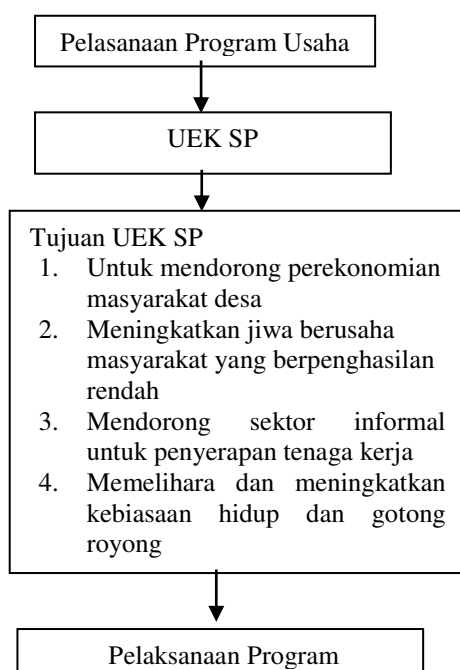 Pelasanaan Program Usaha
UEK SP
Tujuan UEK SP
1. Untuk mendorong perekonomian
masyarakat desa
2. Meningkatkan jiwa berusaha
masyarakat yang berpenghasilan
rendah
3. Mendorong sektor informal
untuk penyerapan tenaga kerja
4. Memelihara dan meningkatkan
kebiasaan hidup dan gotong
royong
Pelaksanaan Program